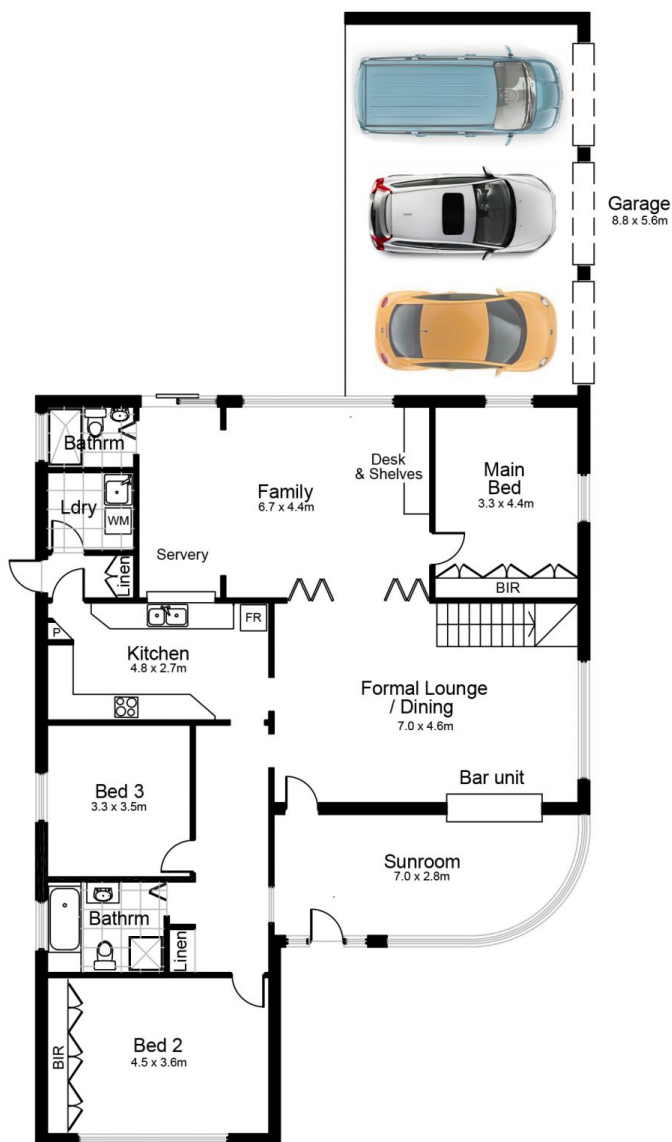 Garage
8.8 x 5.6m
Bathrm
Desk
& Shelves
Main
Bed
3.3 x 4.4m
Family
6.7 x 4.4m
Ldry
WM
Linen
Servery
BIR
P
FR
Kitchen
4.8 x 2.7m
Formal Lounge
/ Dining
7.0 x 4.6m
Bar unit
Bed 3
3.3 x 3.5m
Sunroom
7.0 x 2.8m
Bathrm
Linen
BIR
Bed 2
4.5 x 3.6m